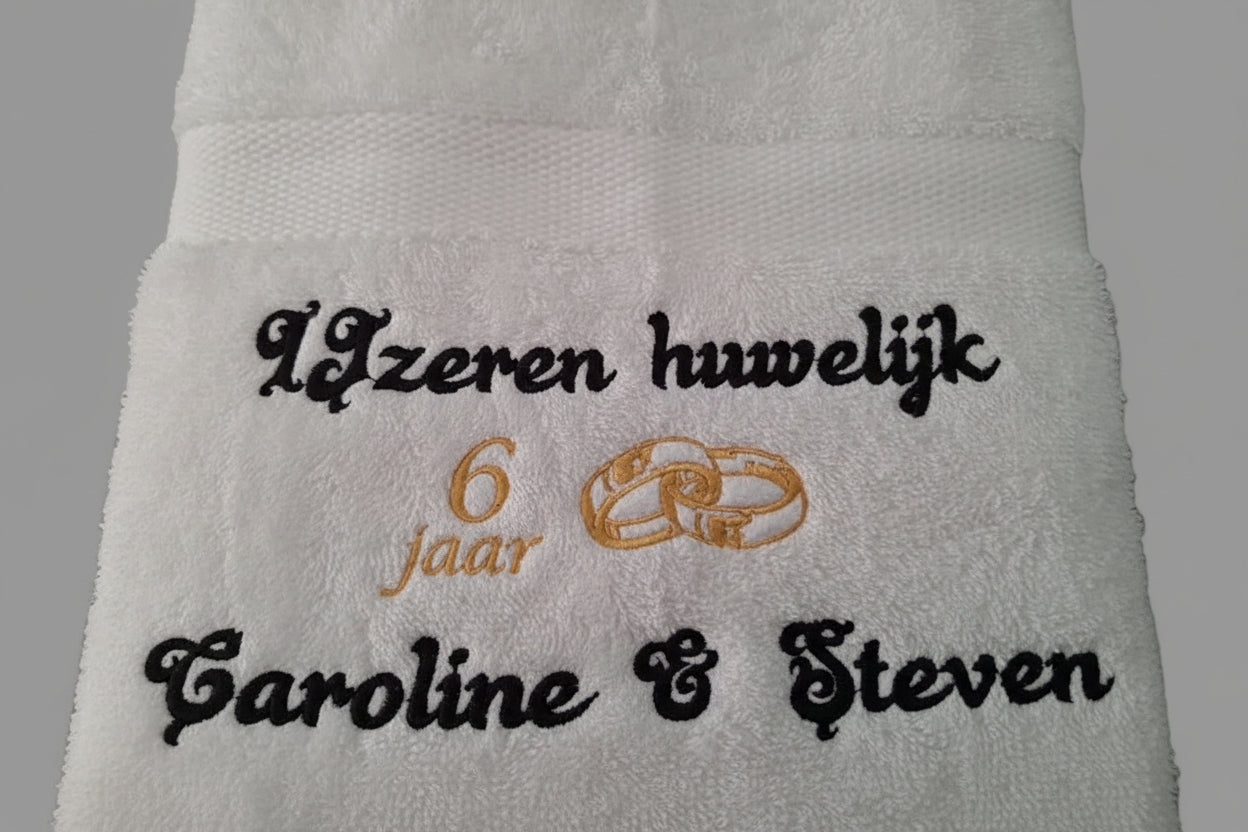 IJzeren huwelijk
6
jaar
Caroline & Steven